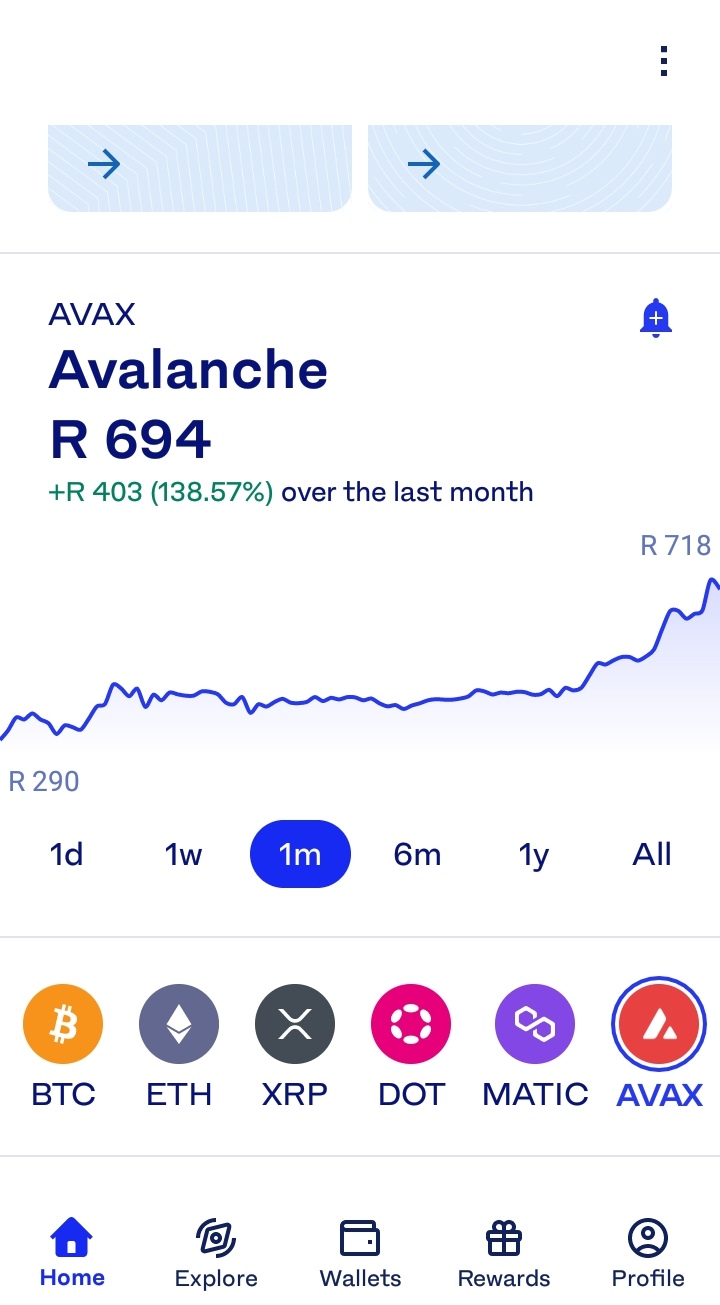 AVAX
Avalanche
R 694
+R 403 (138.57%) over the last month
R 718
R 290
1d 1w 1m 6m 1y All
BTC ETH XRP DOT MATIC AVAX
Home Explore Wallets Rewards Profile